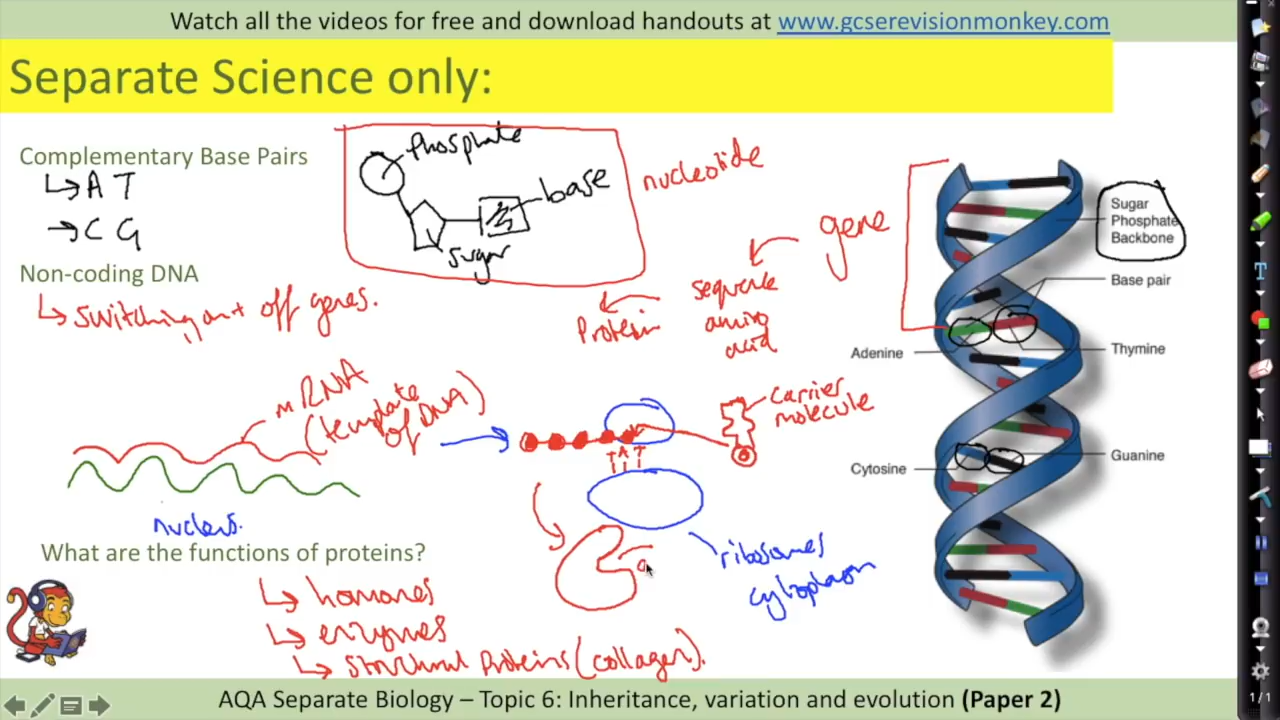 Watch all the videos for free and download handouts at www.gcserevisionmonkey.com
Separate Science only:
Complementary Base Pairs
↳ A T
→ C G
Phosphate
base
sugar
nucleotide
gene
sequence
amino
acid
Protein
Non-coding DNA
↳ switching on + off genes.
mRNA
(template
of DNA)
nucleus.
carrier
molecule
T A T
ribosomes
cytoplasm
What are the functions of proteins?
↳ hormones
↳ enzymes
↳ structural proteins (collagen).
Sugar
Phosphate
Backbone
Base pair
Adenine
Thymine
Cytosine
Guanine
AQA Separate Biology – Topic 6: Inheritance, variation and evolution (Paper 2)
1/1